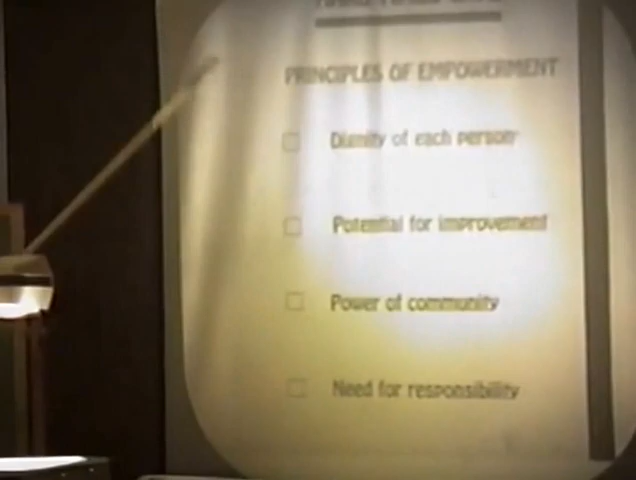 PRINCIPLES OF EMPOWERMENT
Dignity of each person
Potential for improvement
Power of community
Need for responsibility